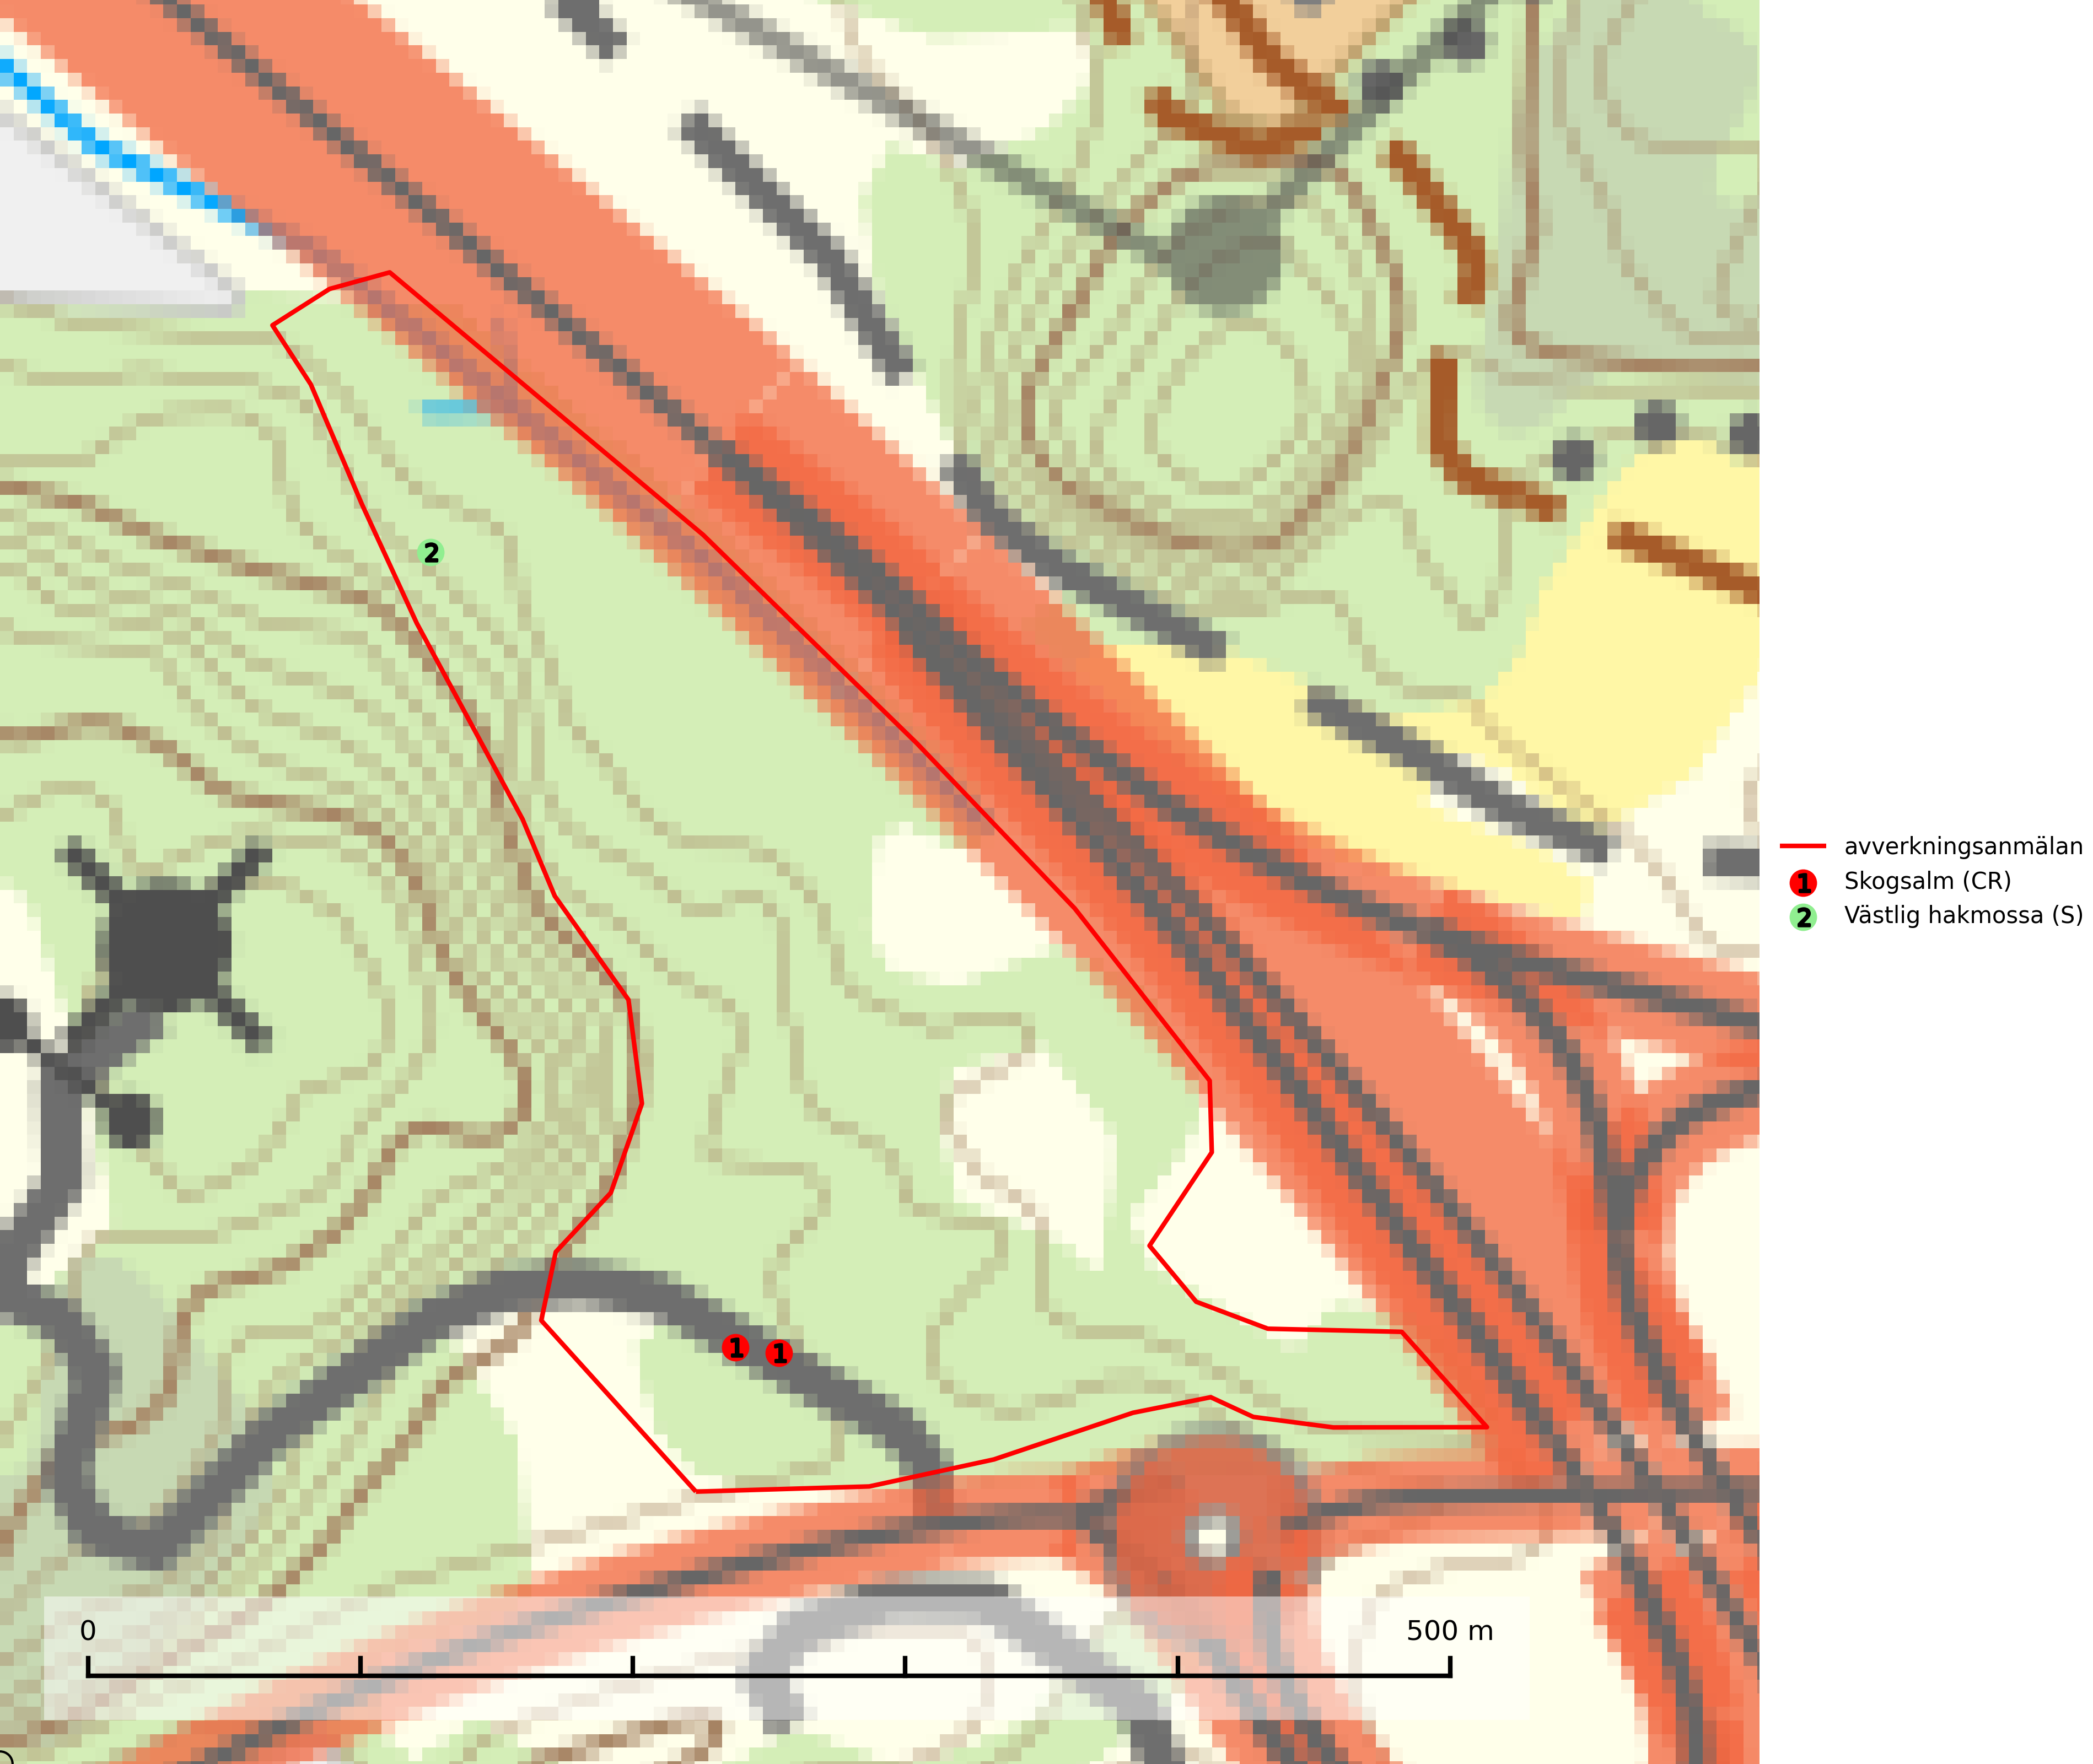 2
1 1
avverkningsanmälan
1 Skogsalm (CR)
2 Västlig hakmossa (S)
0 500 m